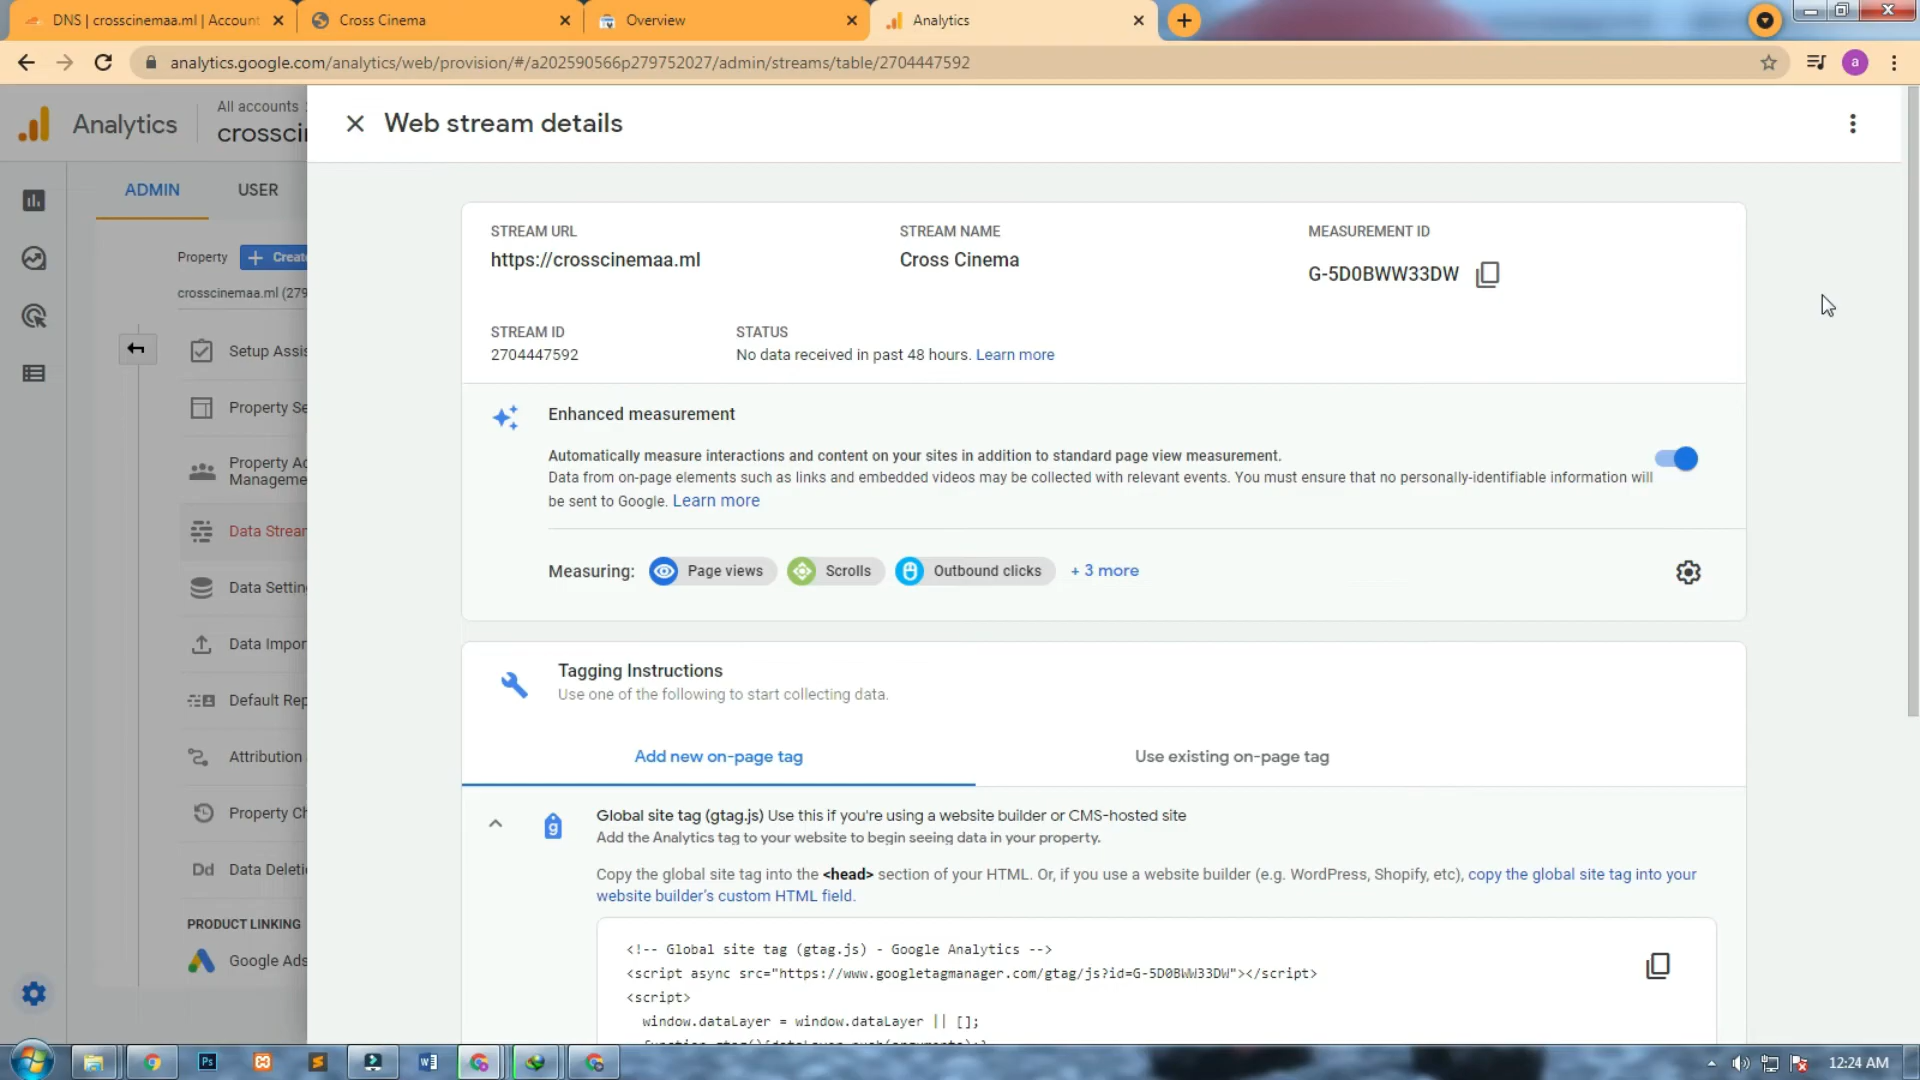 DNS | crosscinemaa.ml | Account
Cross Cinema
Overview
Analytics
analytics.google.com/analytics/web/provision/#/a202590566p279752027/admin/streams/table/2704447592
a
Analytics
All accounts
crossci
Web stream details
ADMIN
USER
Property
Create
crosscinemaa.ml (279
Setup Assis
Property Se
Property Ac
Manageme
Data Strear
Data Settin
Data Impor
Default Rep
Attribution
Property Ch
Dd Data Deleti
PRODUCT LINKING
Google Ads
STREAM URL
https://crosscinemaa.ml
STREAM NAME
Cross Cinema
MEASUREMENT ID
G-5D0BWW33DW
STREAM ID
2704447592
STATUS
No data received in past 48 hours. Learn more
Enhanced measurement
Automatically measure interactions and content on your sites in addition to standard page view measurement.
Data from on-page elements such as links and embedded videos may be collected with relevant events. You must ensure that no personally-identifiable information will
be sent to Google. Learn more
Measuring: Page views Scrolls Outbound clicks + 3 more
Tagging Instructions
Use one of the following to start collecting data.
Add new on-page tag
Use existing on-page tag
g
Global site tag (gtag.js) Use this if you're using a website builder or CMS-hosted site
Add the Analytics tag to your website to begin seeing data in your property.
Copy the global site tag into the <head> section of your HTML. Or, if you use a website builder (e.g. WordPress, Shopify, etc), copy the global site tag into your
website builder's custom HTML field.
<!-- Global site tag (gtag.js) - Google Analytics -->
<script async src="https://www.googletagmanager.com/gtag/js?id=G-5D0BWW33DW"></script>
<script>
window.dataLayer = window.dataLayer || [];
Ps
12:24 AM